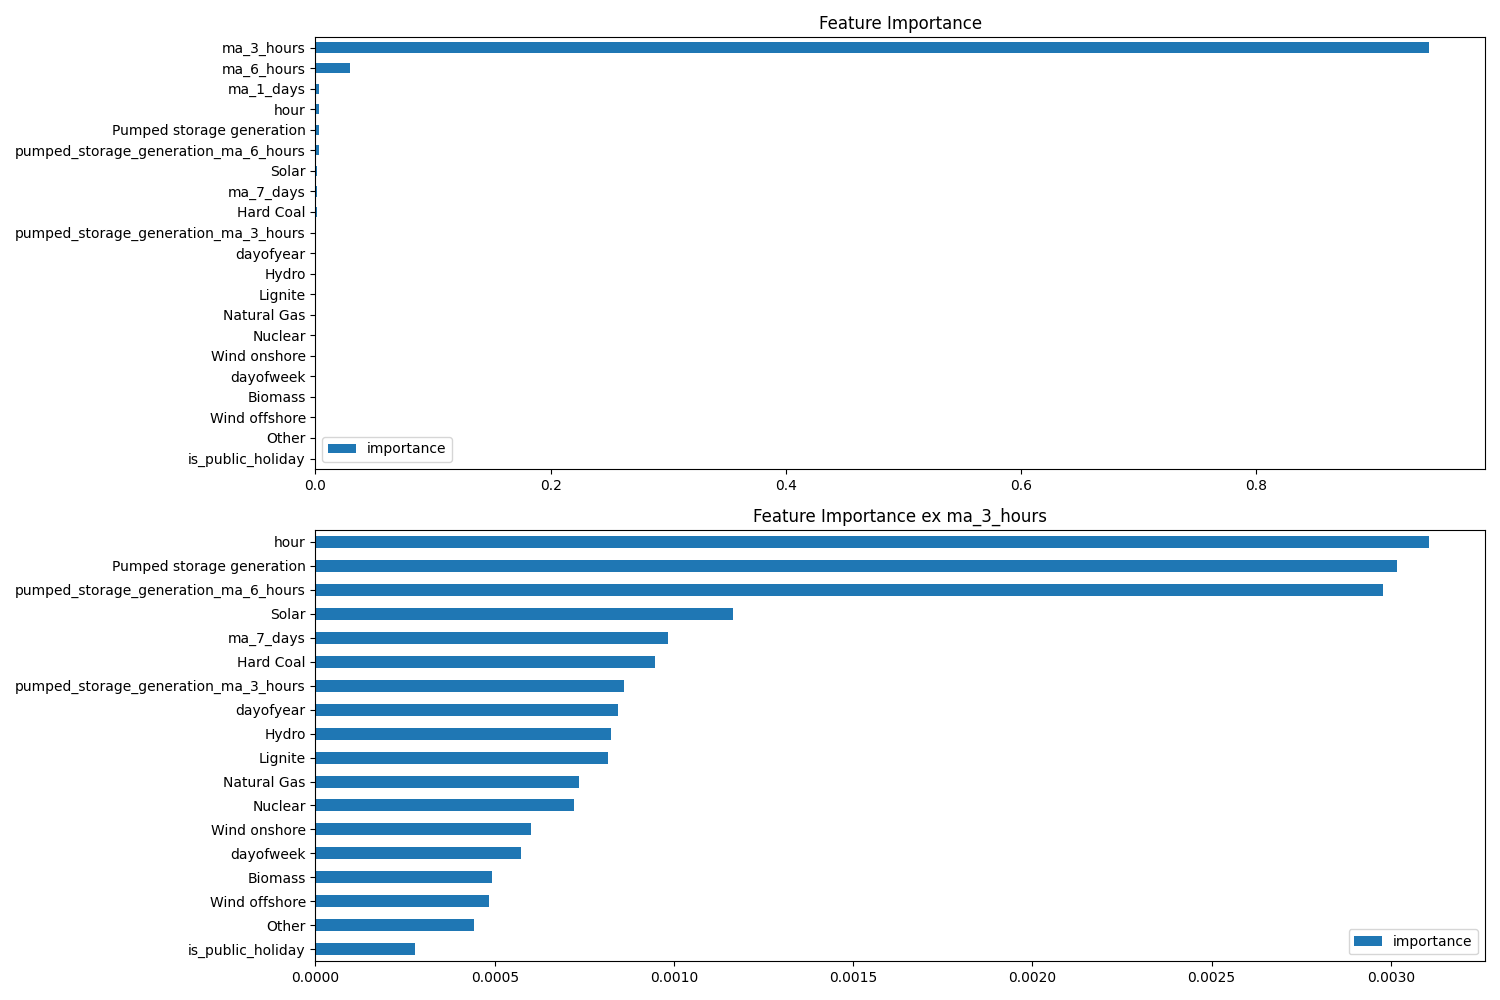 Feature Importance
ma_3_hours
ma_6_hours
ma_1_days
hour
Pumped storage generation
pumped_storage_generation_ma_6_hours
Solar
ma_7_days
Hard Coal
pumped_storage_generation_ma_3_hours
dayofyear
Hydro
Lignite
Natural Gas
Nuclear
Wind onshore
dayofweek
Biomass
Wind offshore
Other
is_public_holiday
importance
0.0 0.2 0.4 0.6 0.8
Feature Importance ex ma_3_hours
hour
Pumped storage generation
pumped_storage_generation_ma_6_hours
Solar
ma_7_days
Hard Coal
pumped_storage_generation_ma_3_hours
dayofyear
Hydro
Lignite
Natural Gas
Nuclear
Wind onshore
dayofweek
Biomass
Wind offshore
Other
is_public_holiday
importance
0.0000 0.0005 0.0010 0.0015 0.0020 0.0025 0.0030